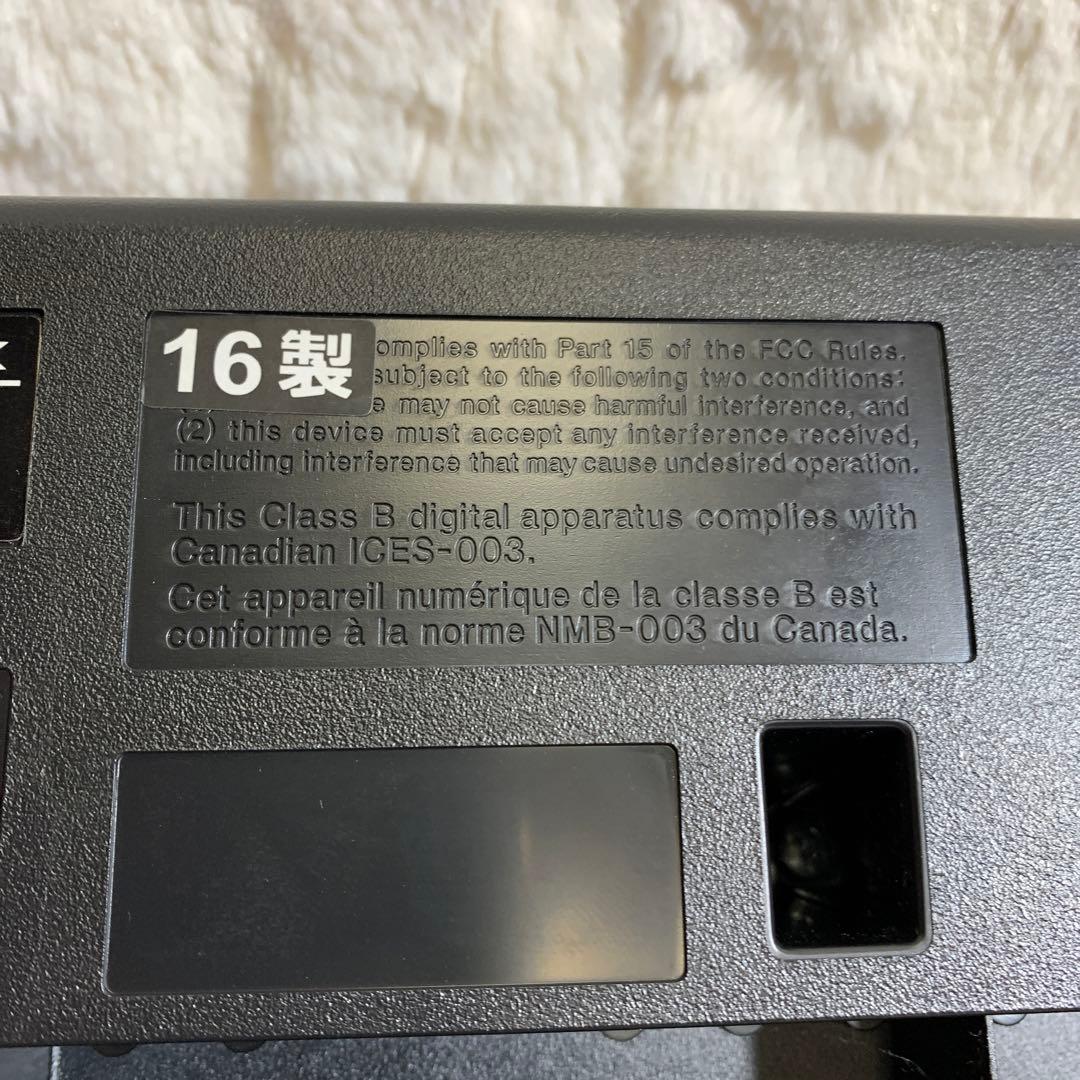 16製
omplies with Part 15 of the FCC Rules.
subject to the following two conditions:
may not cause harmful interference, and
(2) this device must accept any interference received,
including interference that may cause undesired operation.
This Class B digital apparatus complies with
Canadian ICES-003.
Cet appareil numérique de la classe B est
conforme à la norme NMB-003 du Canada.